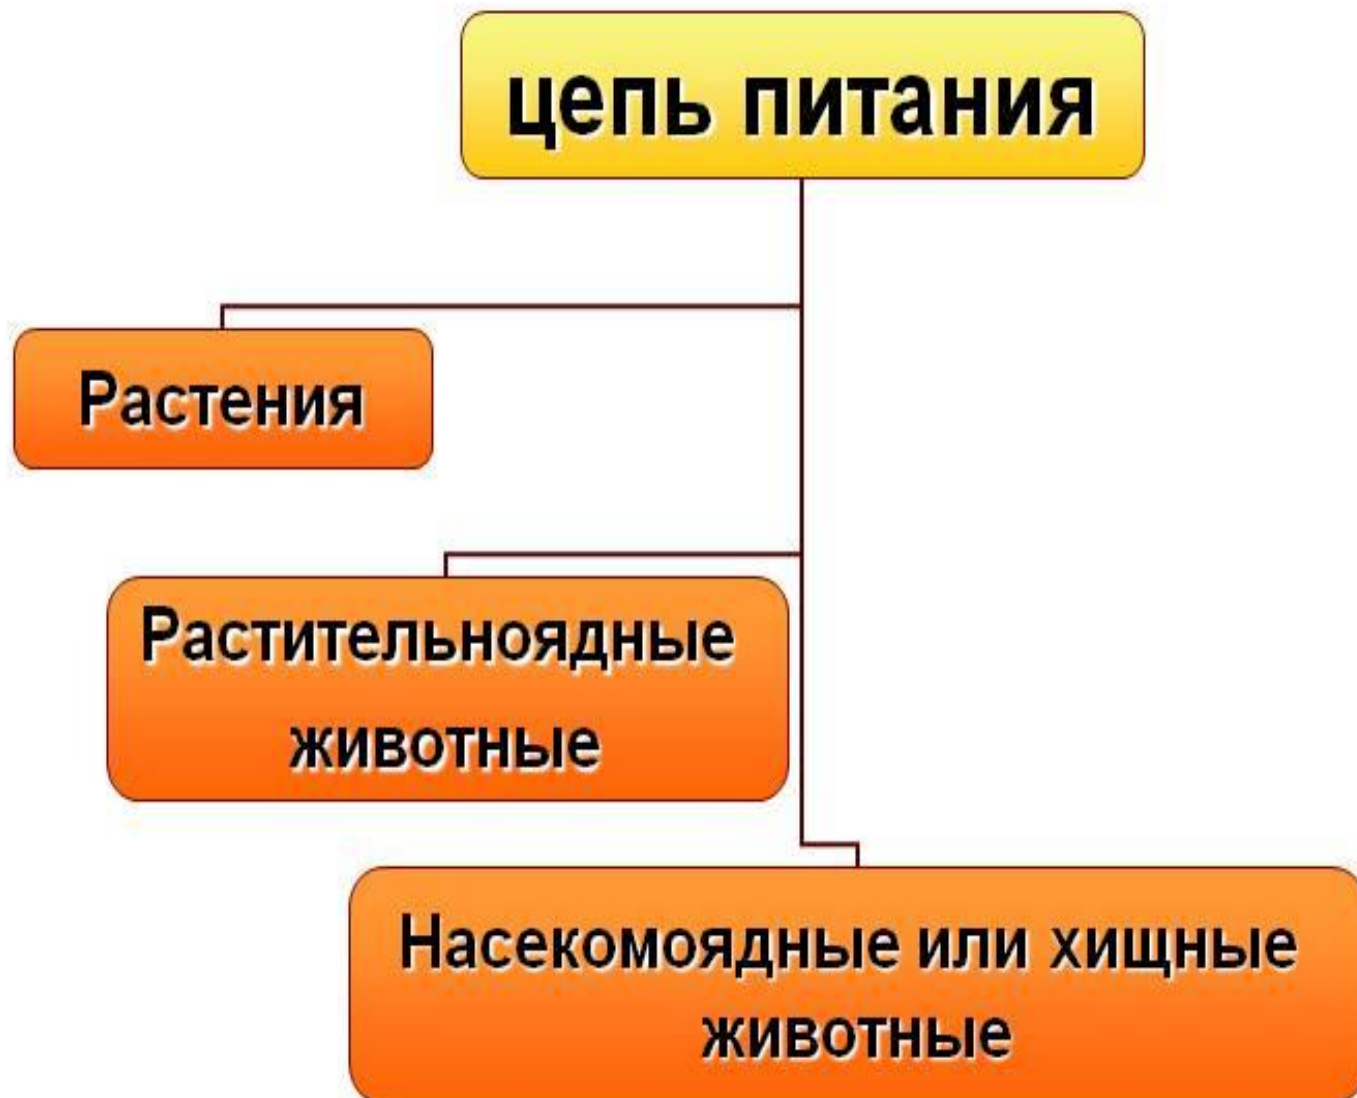 цепь питания
Растения
Растительноядные
животные
Насекомоядные или хищные
животные